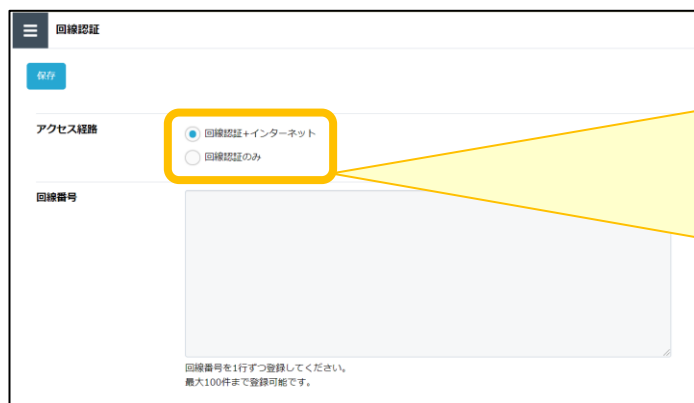 回線認証
保存
アクセス経路
回線認証+インターネット
回線認証のみ
回線番号
回線番号を1行ずつ登録してください。
最大100件まで登録可能です。